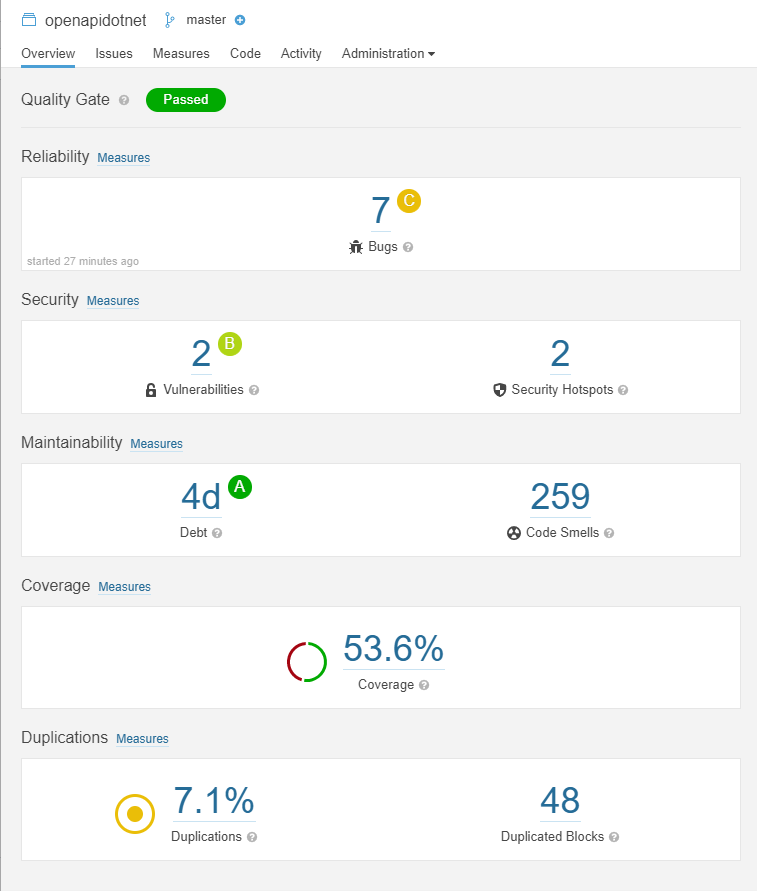 openapidotnet master
Overview Issues Measures Code Activity Administration
Quality Gate ? Passed
Reliability Measures
7 C
Bugs ?
started 27 minutes ago
Security Measures
2 B 2
Vulnerabilities ? Security Hotspots ?
Maintainability Measures
4d A 259
Debt ? Code Smells ?
Coverage Measures
53.6%
Coverage ?
Duplications Measures
7.1% 48
Duplications ? Duplicated Blocks ?